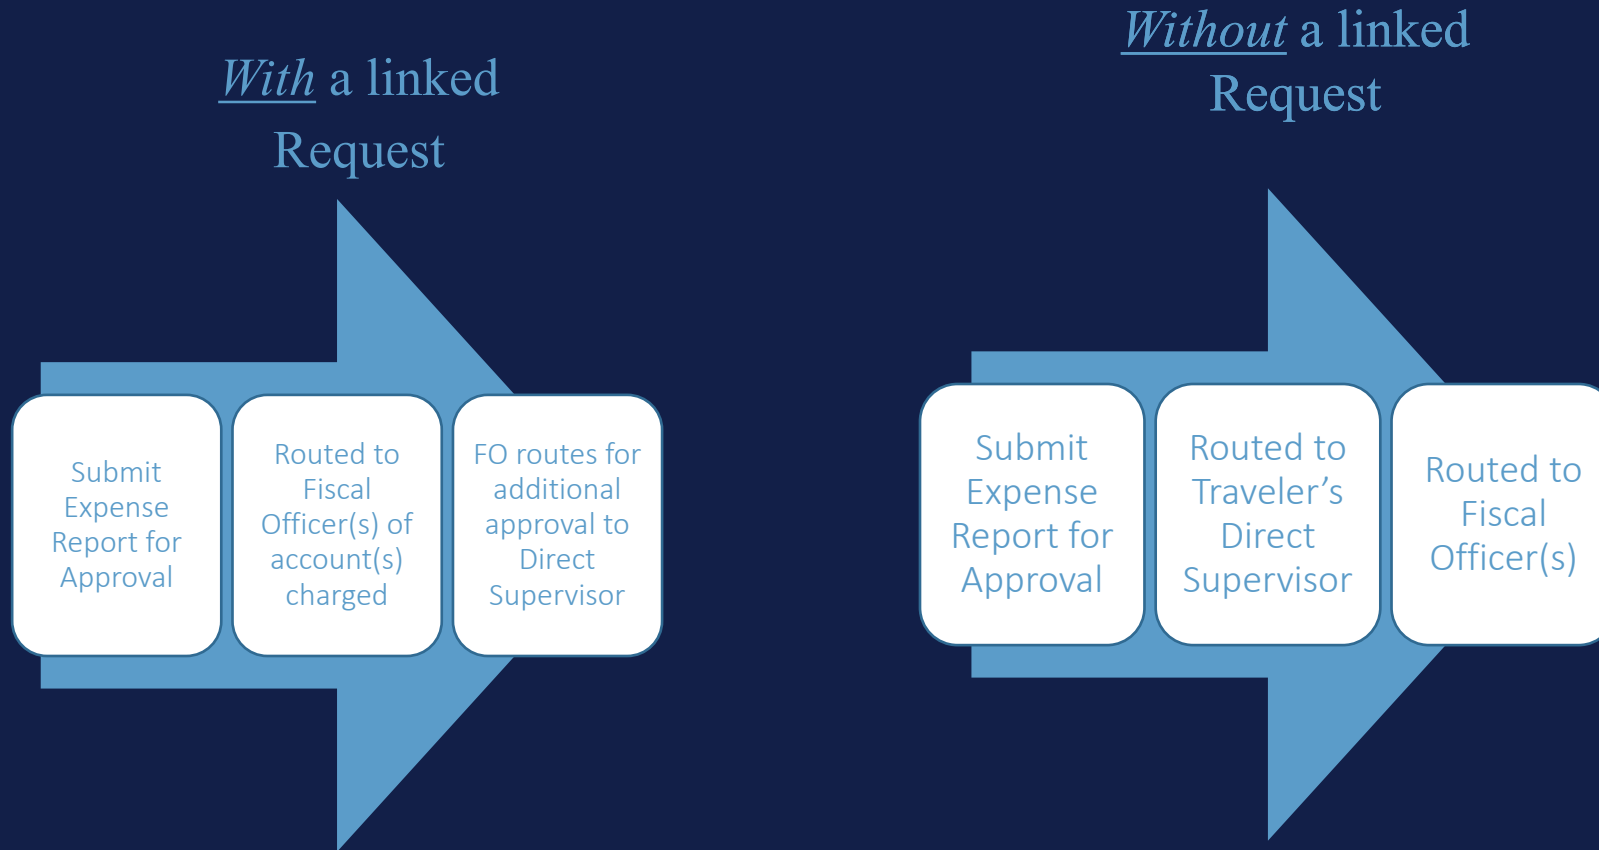 With a linked
Request
Submit
Expense
Report for
Approval
Routed to
Fiscal
Officer(s) of
account(s)
charged
FO routes for
additional
approval to
Direct
Supervisor
Without a linked
Request
Submit
Expense
Report for
Approval
Routed to
Traveler’s
Direct
Supervisor
Routed to
Fiscal
Officer(s)